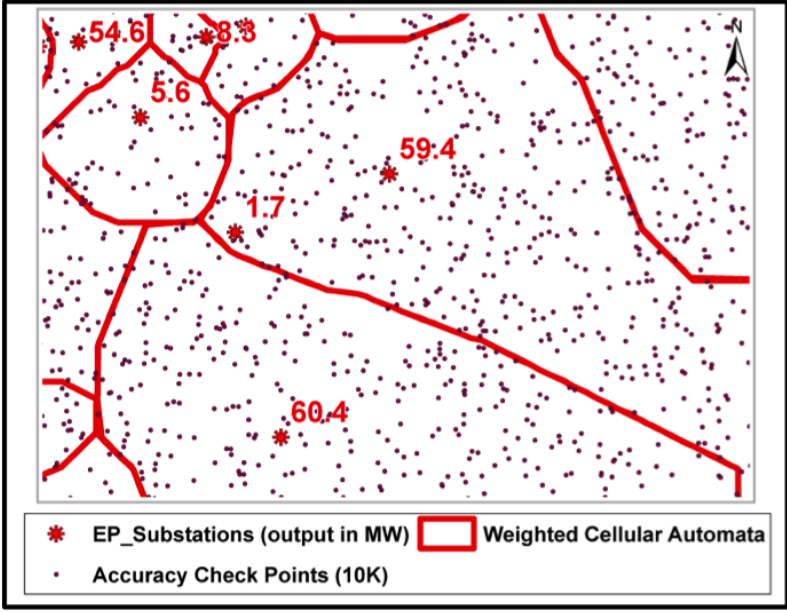 N
54.6
8.3
5.6
59.4
1.7
60.4
EP_Substations (output in MW)
Weighted Cellular Automata
Accuracy Check Points (10K)